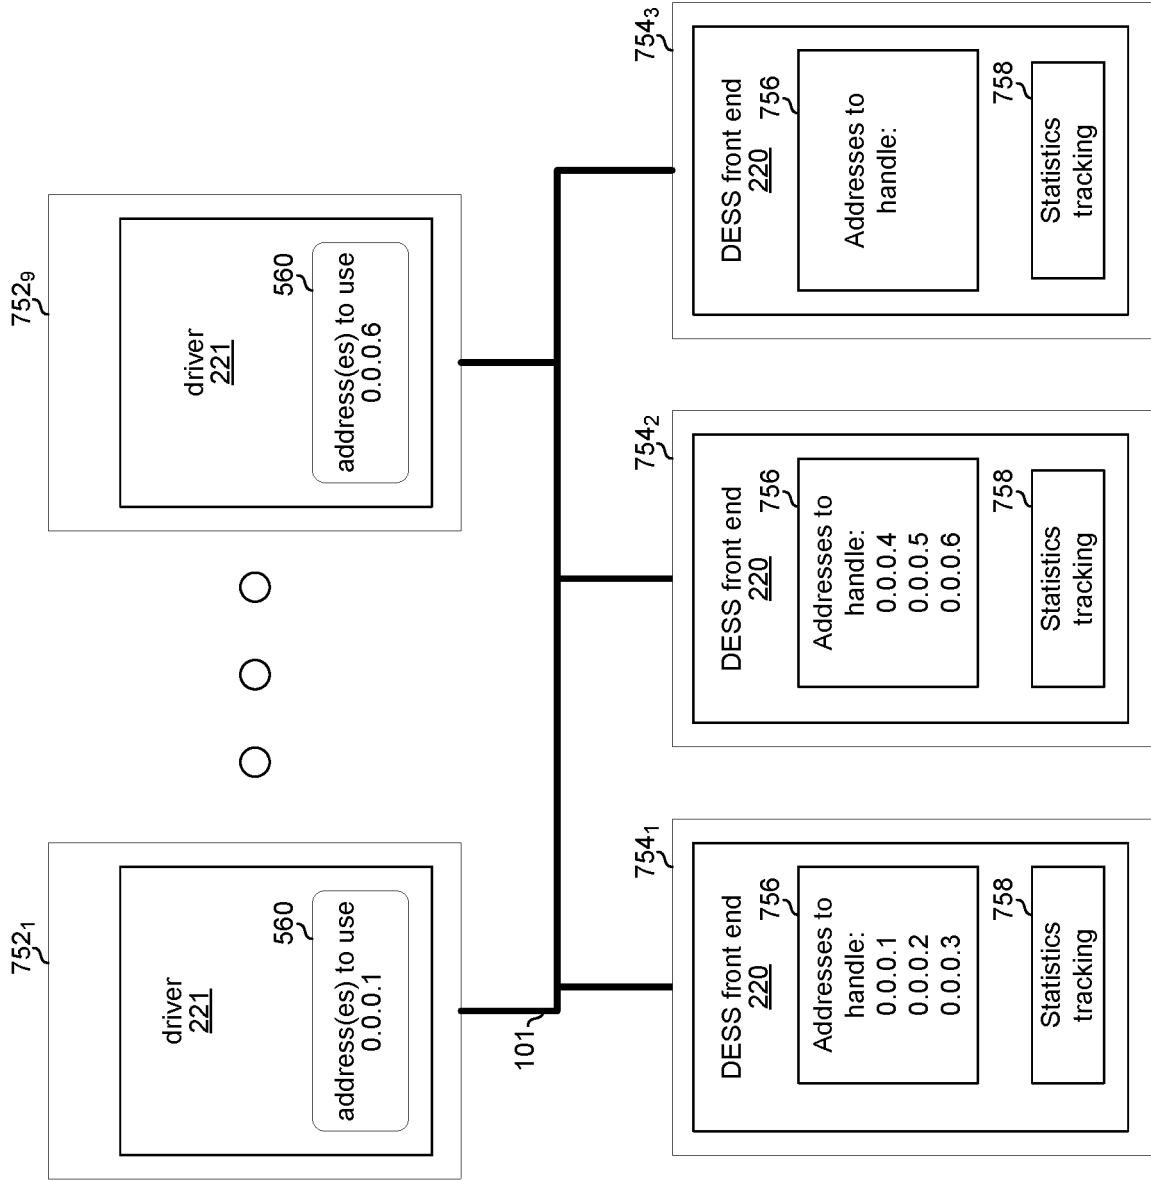 752₁
driver
221
560
address(es) to use
0.0.0.1
752₉
driver
221
560
address(es) to use
0.0.0.6
101
754₁
DESS front end
220
756
Addresses to
handle:
0.0.0.1
0.0.0.2
0.0.0.3
758
Statistics
tracking
754₂
DESS front end
220
756
Addresses to
handle:
0.0.0.4
0.0.0.5
0.0.0.6
758
Statistics
tracking
754₃
DESS front end
220
756
Addresses to
handle:
758
Statistics
tracking